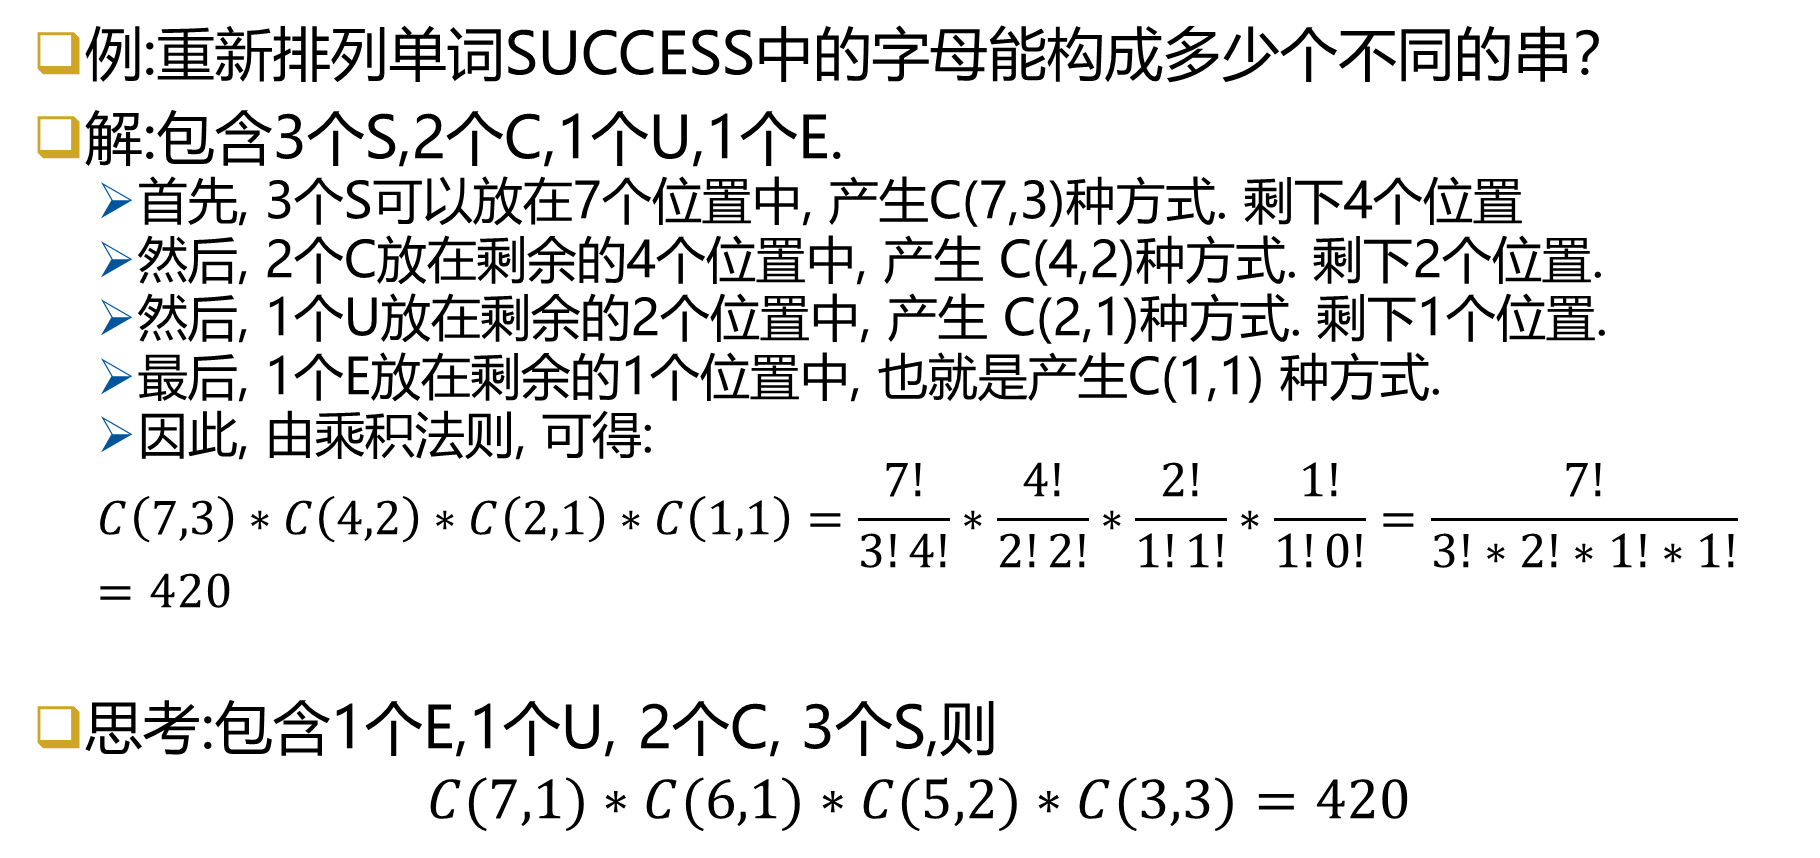 例:重新排列单词SUCCESS中的字母能构成多少个不同的串?
解:包含3个S,2个C,1个U,1个E.
首先, 3个S可以放在7个位置中, 产生C(7,3)种方式. 剩下4个位置
然后, 2个C放在剩余的4个位置中, 产生 C(4,2)种方式. 剩下2个位置.
然后, 1个U放在剩余的2个位置中, 产生 C(2,1)种方式. 剩下1个位置.
最后, 1个E放在剩余的1个位置中, 也就是产生C(1,1) 种方式.
因此, 由乘积法则, 可得:
C(7,3) ∗ C(4,2) ∗ C(2,1) ∗ C(1,1) = 7!/(3! 4!) ∗ 4!/(2! 2!) ∗ 2!/(1! 1!) ∗ 1!/(1! 0!) = 7!/(3! ∗ 2! ∗ 1! ∗ 1!)
= 420
思考:包含1个E,1个U, 2个C, 3个S,则
C(7,1) ∗ C(6,1) ∗ C(5,2) ∗ C(3,3) = 420